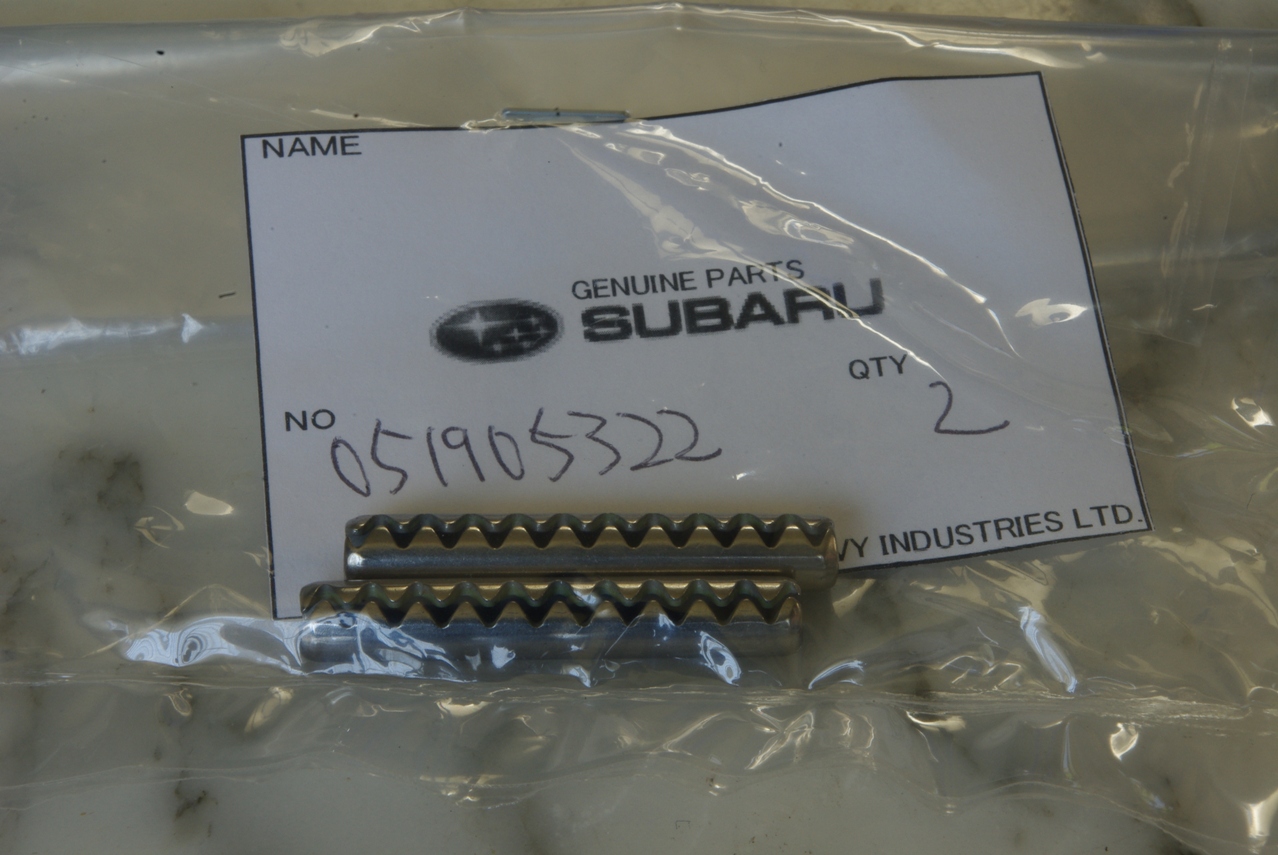 NAME
GENUINE PARTS
SUBARU
QTY 2
NO 051905322
INDUSTRIES LTD.